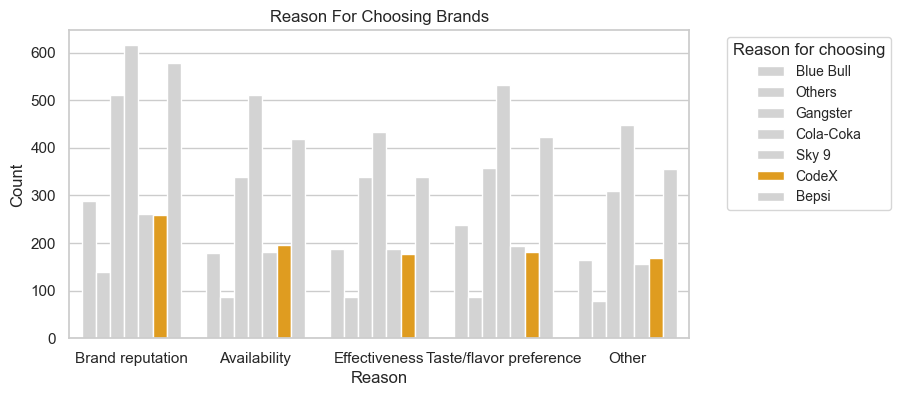 Reason For Choosing Brands
Count
600
500
400
300
200
100
0
Brand reputation
Availability
Effectiveness
Taste/flavor preference
Other
Reason
Reason for choosing
Blue Bull
Others
Gangster
Cola-Coka
Sky 9
CodeX
Bepsi